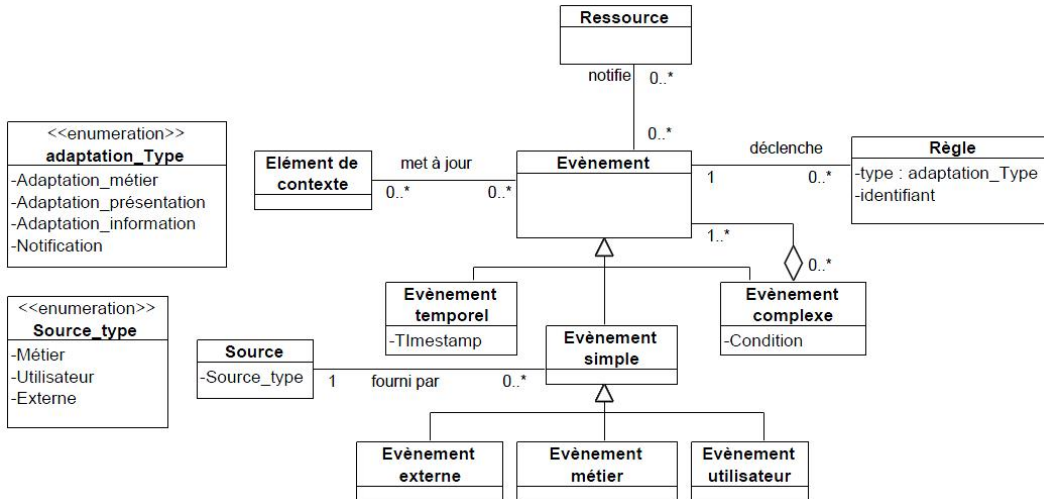 Ressource
notifie
0..*
0..*
<<enumeration>>
adaptation_Type
-Adaptation_métier
-Adaptation_présentation
-Adaptation_information
-Notification
Elément de
contexte
met à jour
0..*
0..*
Evènement
déclenche
1
0..*
Règle
-type : adaptation_Type
-identifiant
1..*
0..*
<<enumeration>>
Source_type
-Métier
-Utilisateur
-Externe
Evènement
temporel
-TImestamp
Evènement
complexe
-Condition
Source
-Source_type
1
fourni par
0..*
Evènement
simple
Evènement
externe
Evènement
métier
Evènement
utilisateur